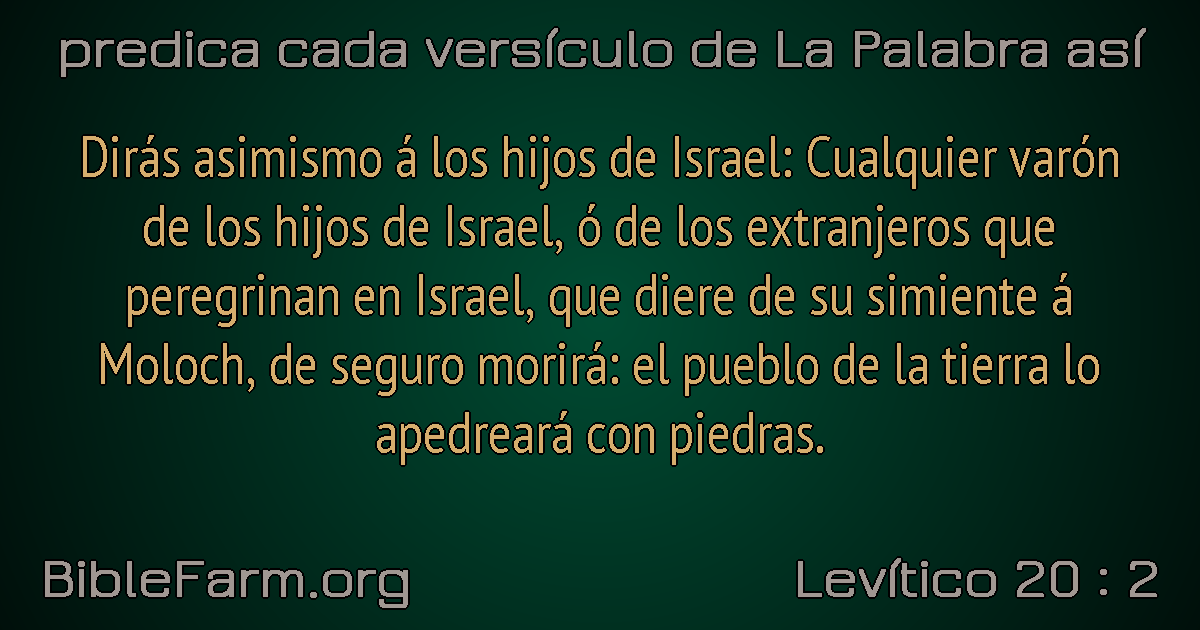 predica cada versículo de La Palabra así
Dirás asimismo á los hijos de Israel: Cualquier varón
de los hijos de Israel, ó de los extranjeros que
peregrinan en Israel, que diere de su simiente á
Moloch, de seguro morirá: el pueblo de la tierra lo
apedreará con piedras.
BibleFarm.org
Levítico 20 : 2